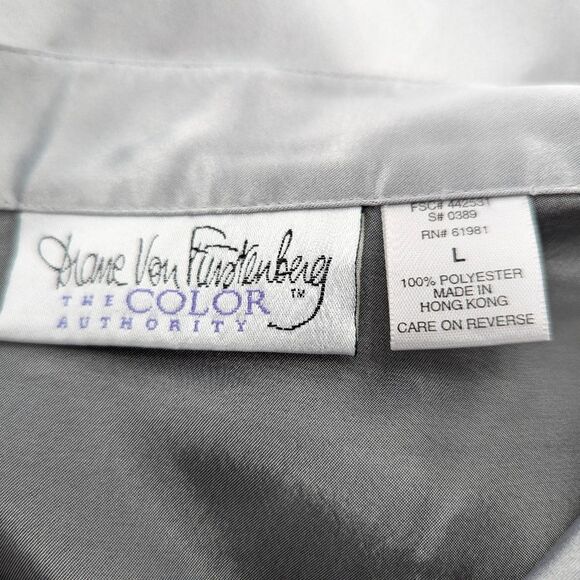 Diane Von Furstenberg
THE COLOR ™
AUTHORITY
FSC# 442531
S# 0389
RN# 61981
L
100% POLYESTER
MADE IN
HONG KONG
CARE ON REVERSE